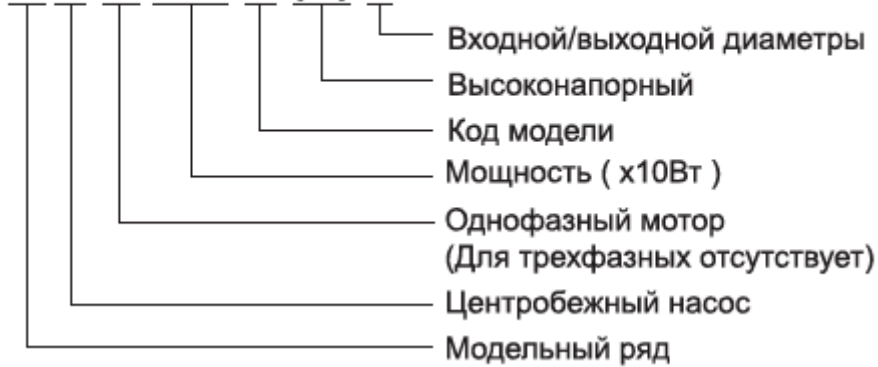 Входной/выходной диаметры
Высоконапорный
Код модели
Мощность ( х10Вт )
Однофазный мотор
(Для трехфазных отсутствует)
Центробежный насос
Модельный ряд